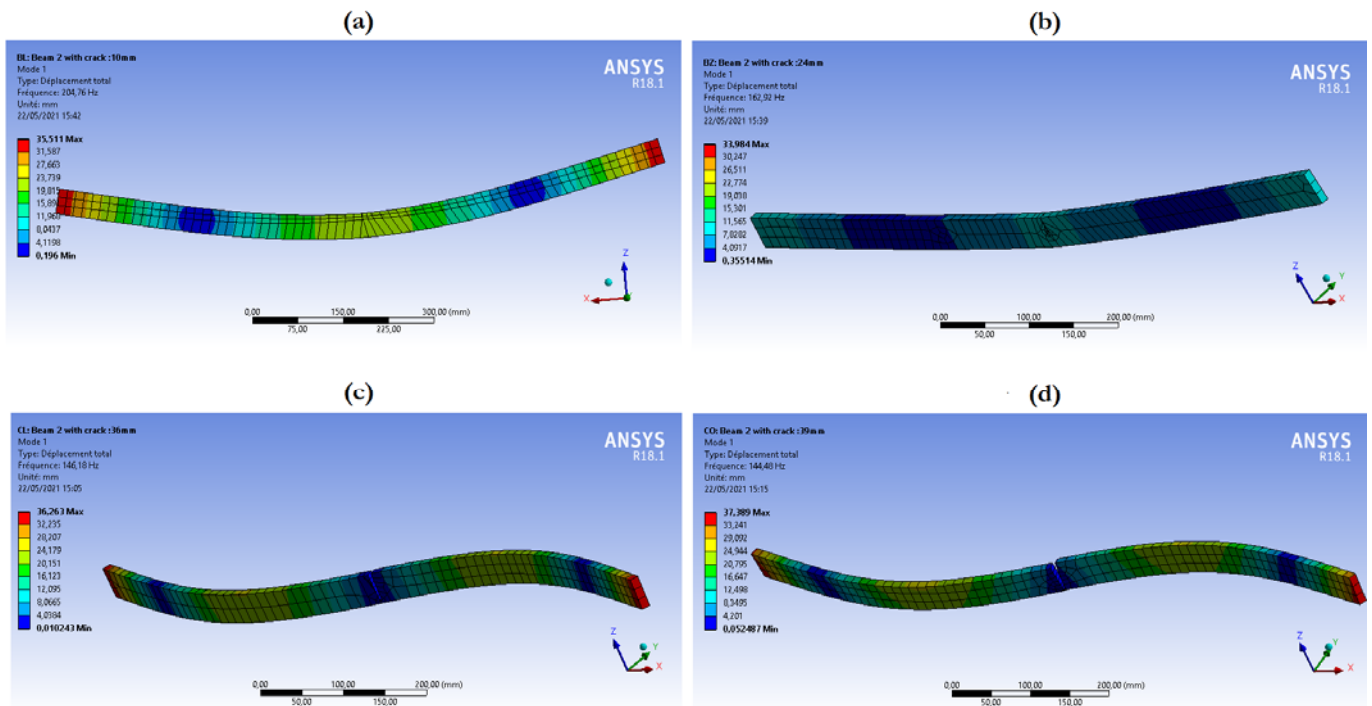 (a)
BL: Beam 2 with crack :10mm
Mode 1
Type: Déplacement total
Fréquence: 204,76 Hz
Unité: mm
22/05/2021 15:42
ANSYS
R18.1
35,511 Max
31,587
27,663
23,739
19,815
15,891
11,968
8,0437
4,1198
0,196 Min
Z
X
0,00 150,00 300,00 (mm)
75,00 225,00
(b)
BZ: Beam 2 with crack :24mm
Mode 1
Type: Déplacement total
Fréquence: 162,92 Hz
Unité: mm
22/05/2021 15:39
ANSYS
R18.1
33,984 Max
30,247
26,511
22,774
19,038
15,301
11,565
7,8282
4,0917
0,35514 Min
Z
Y
X
0,00 100,00 200,00 (mm)
50,00 150,00
(c)
CL: Beam 2 with crack :36mm
Mode 1
Type: Déplacement total
Fréquence: 146,18 Hz
Unité: mm
22/05/2021 15:05
ANSYS
R18.1
36,263 Max
32,235
28,207
24,179
20,151
16,123
12,095
8,0665
4,0384
0,010243 Min
Z
Y
X
0,00 100,00 200,00 (mm)
50,00 150,00
(d)
CO: Beam 2 with crack :39mm
Mode 1
Type: Déplacement total
Fréquence: 144,48 Hz
Unité: mm
22/05/2021 15:15
ANSYS
R18.1
37,389 Max
33,241
29,092
24,944
20,795
16,647
12,498
8,3495
4,201
0,052487 Min
Z
Y
X
0,00 100,00 200,00 (mm)
50,00 150,00